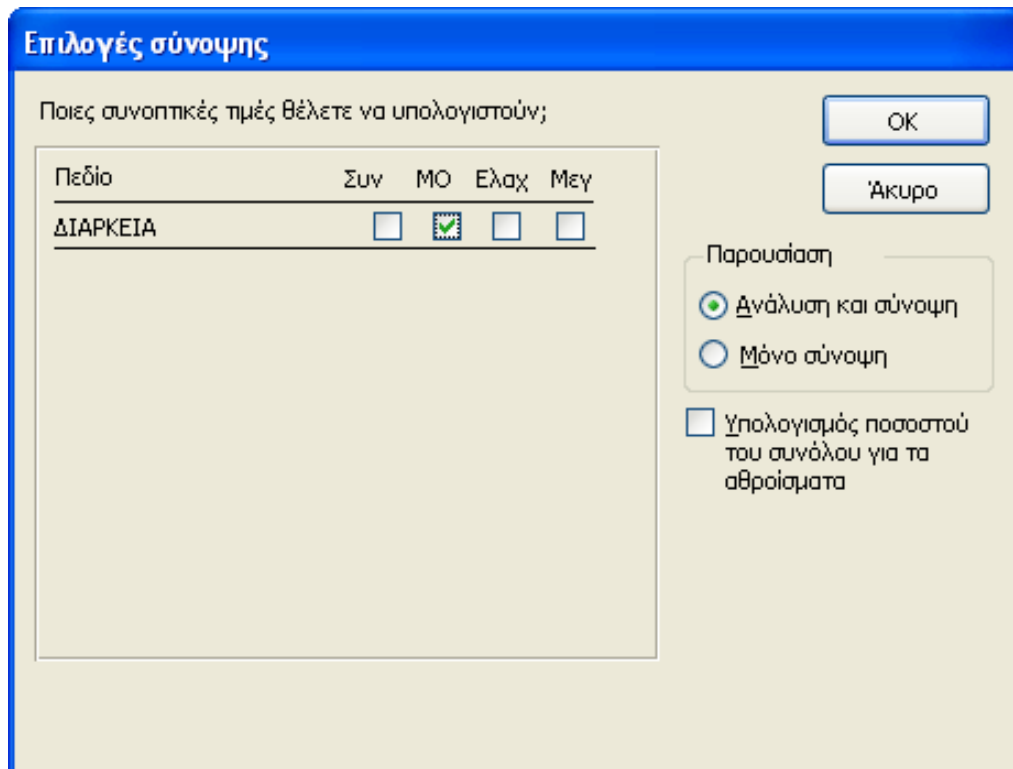 Επιλογές σύνοψης
Ποιες συνοπτικές τιμές θέλετε να υπολογιστούν;
Πεδίο Συν ΜΟ Ελαχ Μεγ
ΔΙΑΡΚΕΙΑ
OK
Άκυρο
Παρουσίαση
Ανάλυση και σύνοψη
Μόνο σύνοψη
Υπολογισμός ποσοστού
του συνόλου για τα
αθροίσματα